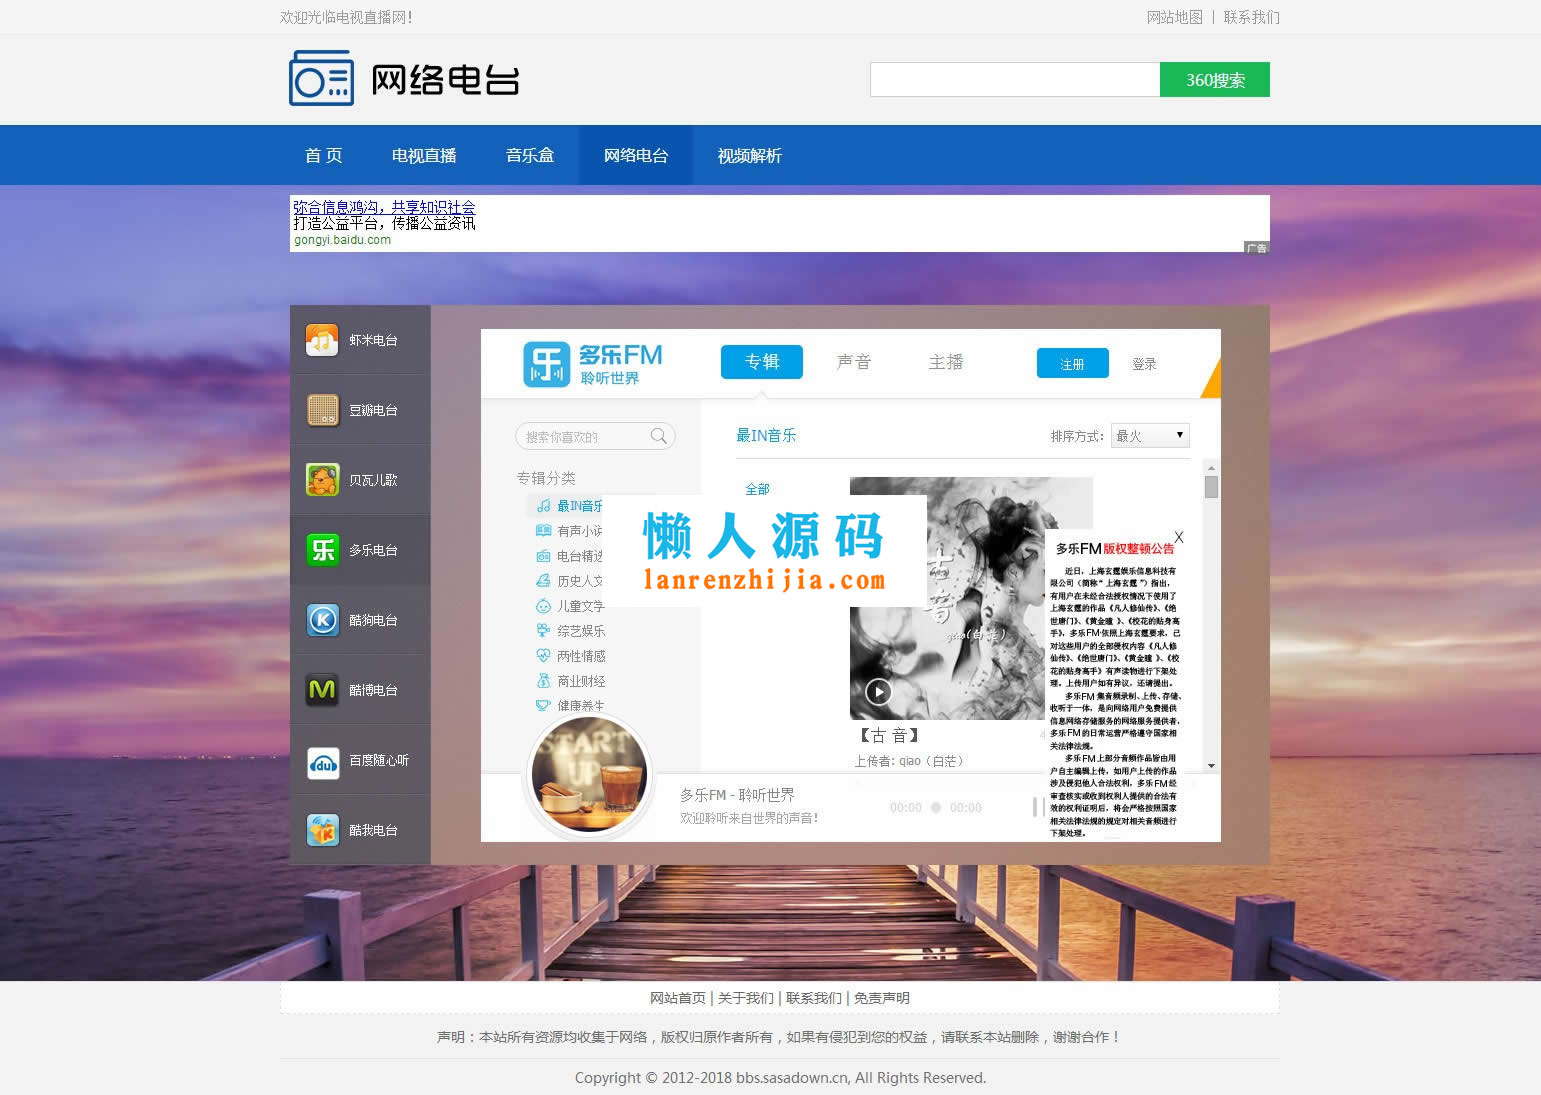 欢迎光临电视直播网!
网站地图 | 联系我们
网络电台
360搜索
首 页
电视直播
音乐盒
网络电台
视频解析
弥合信息鸿沟，共享知识社会
打造公益平台，传播公益资讯
gongyi.baidu.com
广告
虾米电台
豆瓣电台
贝瓦儿歌
乐
多乐电台
K
酷狗电台
M
酷博电台
du
百度随心听
K
酷我电台
乐
多乐FM
聆听世界
专辑
声音
主播
注册
登录
搜索你喜欢的
专辑分类
最IN音乐
有声小说
电台精选
历史人文
儿童文学
综艺娱乐
两性情感
商业财经
健康养生
最IN音乐
排序方式：
最火
全部
懒人源码
lanrenzhijia.com
古音
qiao(白茫)
【古 音】
上传者: qiao（白茫）
X
多乐FM版权整顿公告
近日，上海玄霆娱乐信息科技有
限公司（简称“上海玄霆”）指出，
有用户在未经合法授权情况下使用了
上海玄霆的作品《凡人修仙传》、《绝
世唐门》、《黄金瞳 》、《校花的贴身高
手》，多乐FM依照上海玄霆要求，已
对这些用户的全部侵权内容《凡人修
仙传》、《绝世唐门》、《黄金瞳 》、《校
花的贴身高手》有声读物进行下架处
理。上传用户如有异议，还请提出。
多乐FM 集音频录制、上传、存储、
收听于一体，是向网络用户免费提供
信息网络存储服务的网络服务提供者，
多乐FM 的日常运营严格遵守国家相
关法律法规。
多乐FM上部分音频作品皆由用
户自主编辑上传，如用户上传的作品
涉及侵犯他人合法权利，多乐FM经
审查核实或收到权利人提供的合法有
效的权利证明后，将会严格按照国家
相关法律法规的规定对相关音频进行
下架处理。
START
UP
多乐FM - 聆听世界
欢迎聆听来自世界的声音!
00:00
00:00
网站首页 | 关于我们 | 联系我们 | 免责声明
声明：本站所有资源均收集于网络，版权归原作者所有，如果有侵犯到您的权益，请联系本站删除，谢谢合作！
Copyright © 2012-2018 bbs.sasadown.cn, All Rights Reserved.